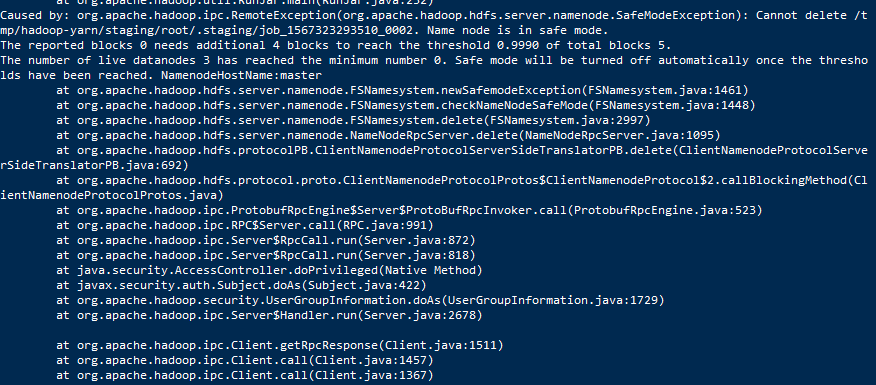 at org.apache.hadoop.util.RunJar.main(RunJar.java:232)
Caused by: org.apache.hadoop.ipc.RemoteException(org.apache.hadoop.hdfs.server.namenode.SafeModeException): Cannot delete /t
mp/hadoop-yarn/staging/root/.staging/job_1567323293510_0002. Name node is in safe mode.
The reported blocks 0 needs additional 4 blocks to reach the threshold 0.9990 of total blocks 5.
The number of live datanodes 3 has reached the minimum number 0. Safe mode will be turned off automatically once the thresho
lds have been reached. NamenodeHostName:master
at org.apache.hadoop.hdfs.server.namenode.FSNamesystem.newSafemodeException(FSNamesystem.java:1461)
at org.apache.hadoop.hdfs.server.namenode.FSNamesystem.checkNameNodeSafeMode(FSNamesystem.java:1448)
at org.apache.hadoop.hdfs.server.namenode.FSNamesystem.delete(FSNamesystem.java:2997)
at org.apache.hadoop.hdfs.server.namenode.NameNodeRpcServer.delete(NameNodeRpcServer.java:1095)
at org.apache.hadoop.hdfs.protocolPB.ClientNamenodeProtocolServerSideTranslatorPB.delete(ClientNamenodeProtocolServe
rSideTranslatorPB.java:692)
at org.apache.hadoop.hdfs.protocol.proto.ClientNamenodeProtocolProtos$ClientNamenodeProtocol$2.callBlockingMethod(Cl
ientNamenodeProtocolProtos.java)
at org.apache.hadoop.ipc.ProtobufRpcEngine$Server$ProtoBufRpcInvoker.call(ProtobufRpcEngine.java:523)
at org.apache.hadoop.ipc.RPC$Server.call(RPC.java:991)
at org.apache.hadoop.ipc.Server$RpcCall.run(Server.java:872)
at org.apache.hadoop.ipc.Server$RpcCall.run(Server.java:818)
at java.security.AccessController.doPrivileged(Native Method)
at javax.security.auth.Subject.doAs(Subject.java:422)
at org.apache.hadoop.security.UserGroupInformation.doAs(UserGroupInformation.java:1729)
at org.apache.hadoop.ipc.Server$Handler.run(Server.java:2678)
at org.apache.hadoop.ipc.Client.getRpcResponse(Client.java:1511)
at org.apache.hadoop.ipc.Client.call(Client.java:1457)
at org.apache.hadoop.ipc.Client.call(Client.java:1367)